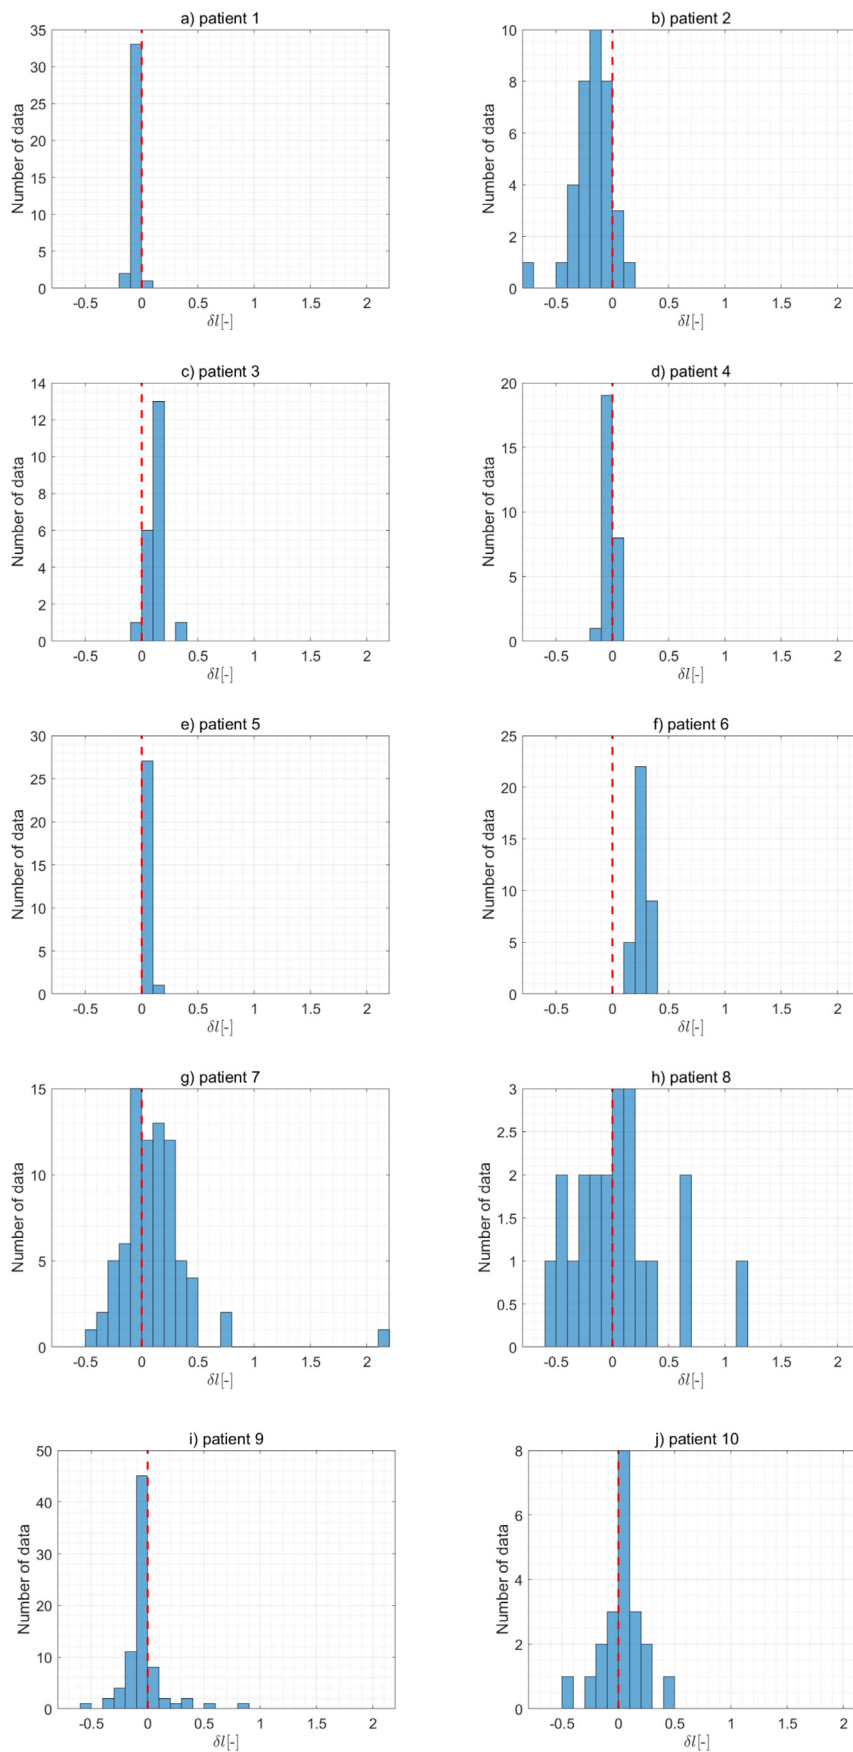 a) patient 1
35
30
25
20
15
10
5
0
Number of data
-0.5 0 0.5 1 1.5 2
δl[-]
b) patient 2
10
8
6
4
2
0
Number of data
-0.5 0 0.5 1 1.5 2
δl[-]
c) patient 3
14
12
10
8
6
4
2
0
Number of data
-0.5 0 0.5 1 1.5 2
δl[-]
d) patient 4
20
15
10
5
0
Number of data
-0.5 0 0.5 1 1.5 2
δl[-]
e) patient 5
30
25
20
15
10
5
0
Number of data
-0.5 0 0.5 1 1.5 2
δl[-]
f) patient 6
25
20
15
10
5
0
Number of data
-0.5 0 0.5 1 1.5 2
δl[-]
g) patient 7
15
10
5
0
Number of data
-0.5 0 0.5 1 1.5 2
δl[-]
h) patient 8
3
2.5
2
1.5
1
0.5
0
Number of data
-0.5 0 0.5 1 1.5 2
δl[-]
i) patient 9
50
40
30
20
10
0
Number of data
-0.5 0 0.5 1 1.5 2
δl[-]
j) patient 10
8
6
4
2
0
Number of data
-0.5 0 0.5 1 1.5 2
δl[-]